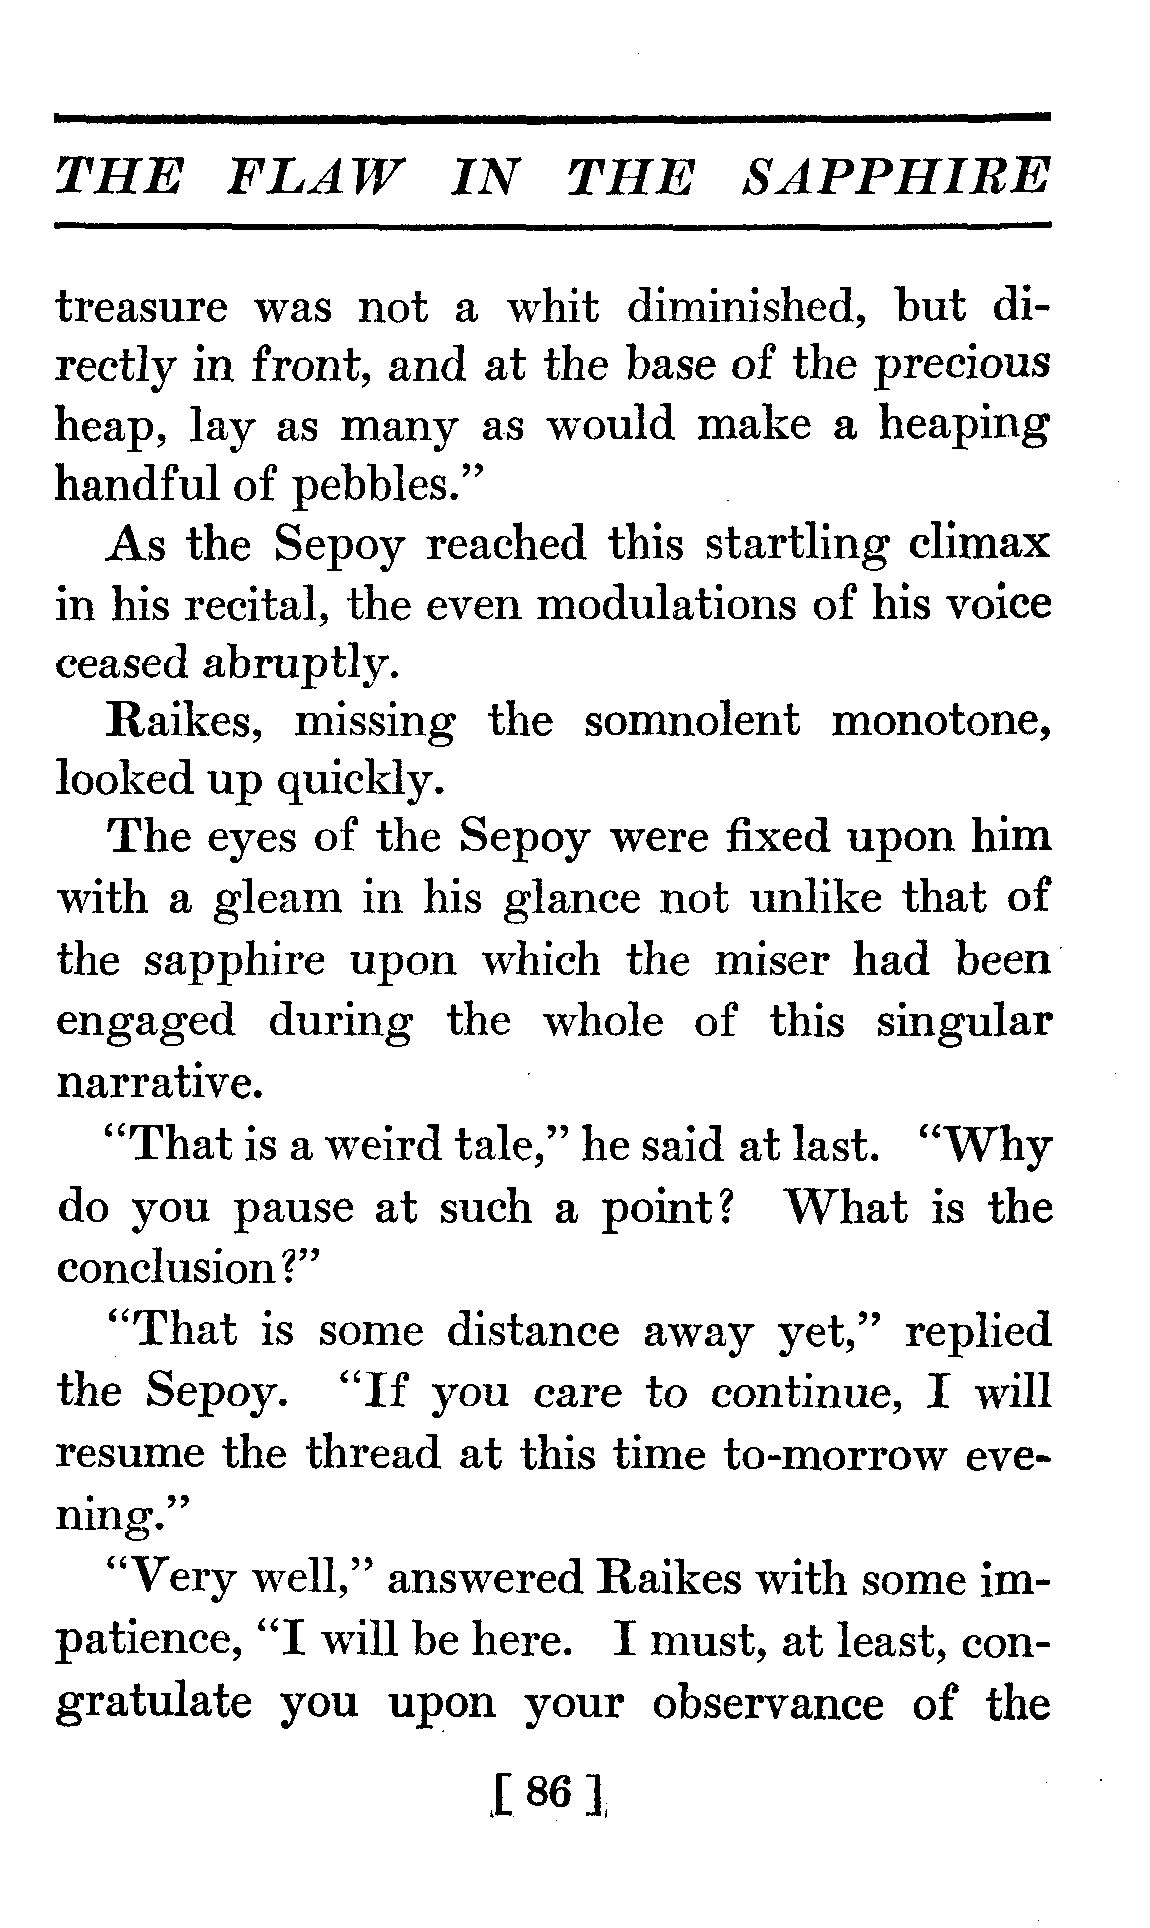 THE FLAW IN THE SAPPHIRE
treasure was not a whit diminished, but di-
rectly in front, and at the base of the precious
heap, lay as many as would make a heaping
handful of pebbles."
As the Sepoy reached this startling climax
in his recital, the even modulations of his voice
ceased abruptly.
Raikes, missing the somnolent monotone,
looked up quickly.
The eyes of the Sepoy were fixed upon him
with a gleam in his glance not unlike that of
the sapphire upon which the miser had been
engaged during the whole of this singular
narrative.
"That is a weird tale," he said at last. "Why
do you pause at such a point? What is the
conclusion?"
"That is some distance away yet," replied
the Sepoy. "If you care to continue, I will
resume the thread at this time to-morrow eve-
ning."
"Very well," answered Raikes with some im-
patience, "I will be here. I must, at least, con-
gratulate you upon your observance of the
[ 86 ]